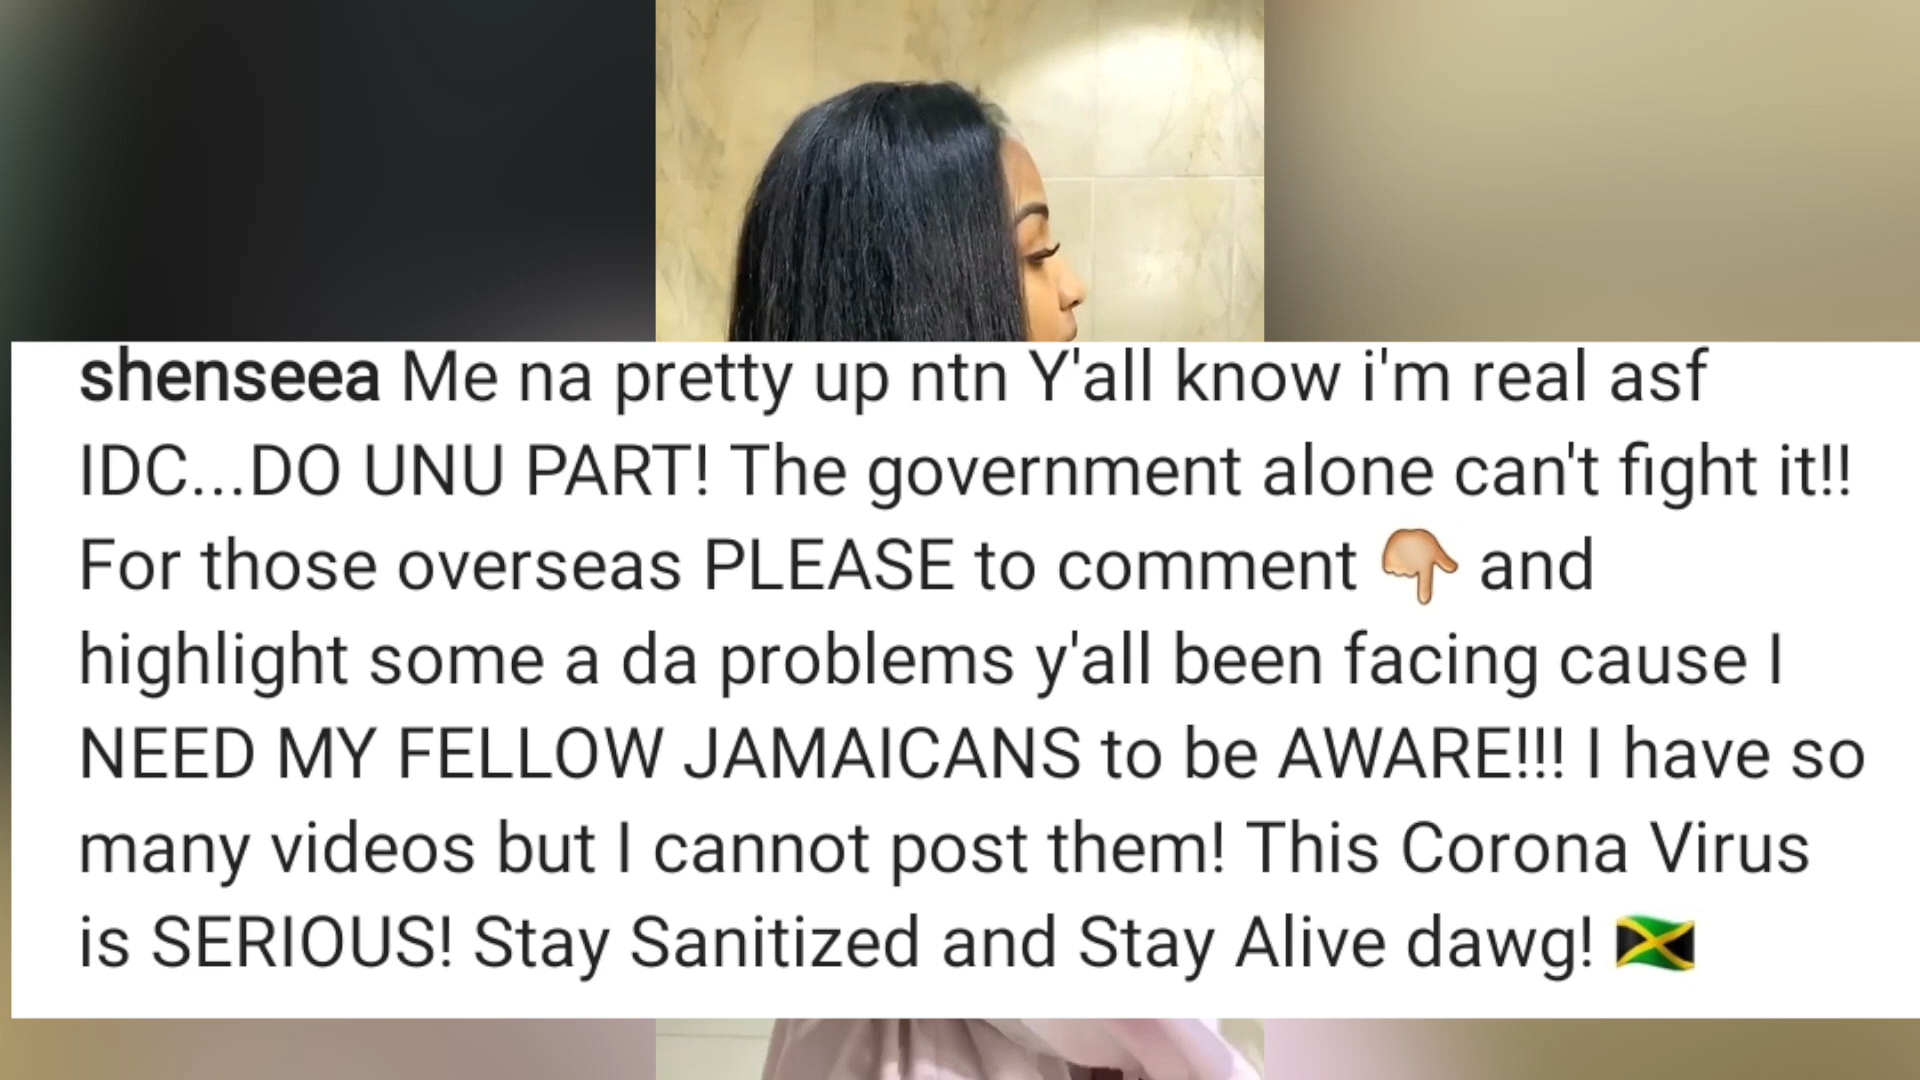 shenseea Me na pretty up ntn Y'all know i'm real asf
IDC...DO UNU PART! The government alone can't fight it!!
For those overseas PLEASE to comment 👇🏼 and
highlight some a da problems y'all been facing cause I
NEED MY FELLOW JAMAICANS to be AWARE!!! I have so
many videos but I cannot post them! This Corona Virus
is SERIOUS! Stay Sanitized and Stay Alive dawg! 🇯🇲